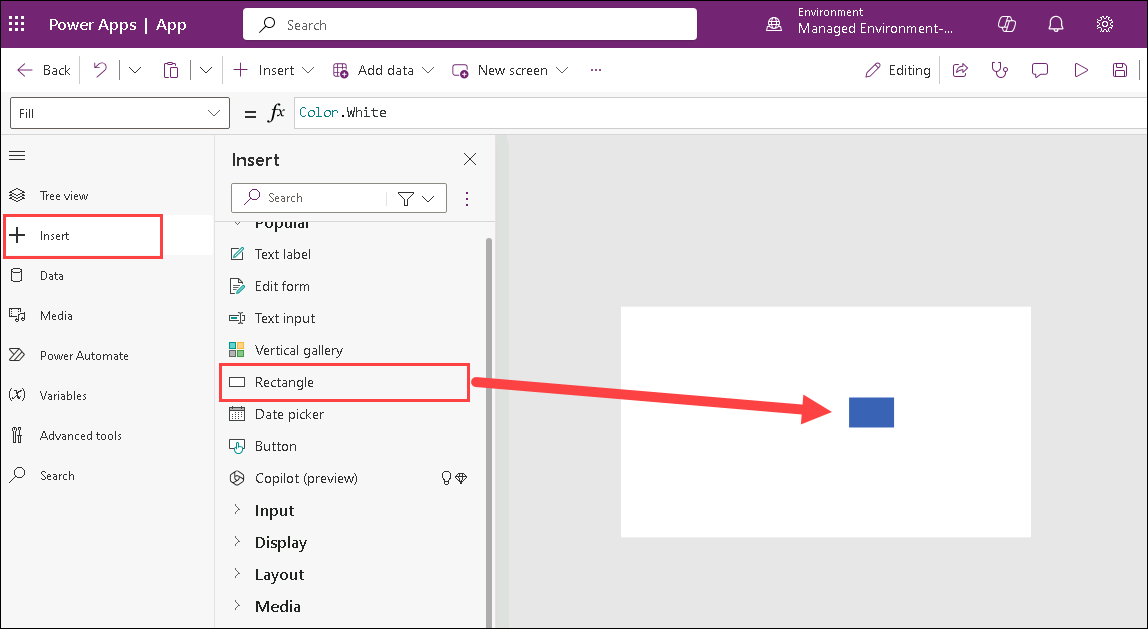 Power Apps | App
Search
Environment
Managed Environment-...
Back
Insert
Add data
New screen
...
Editing
Fill
= fx
Color.White
Tree view
Insert
Data
Media
Power Automate
Variables
Advanced tools
Search
Insert
Search
Popular
Text label
Edit form
Text input
Vertical gallery
Rectangle
Date picker
Button
Copilot (preview)
Input
Display
Layout
Media